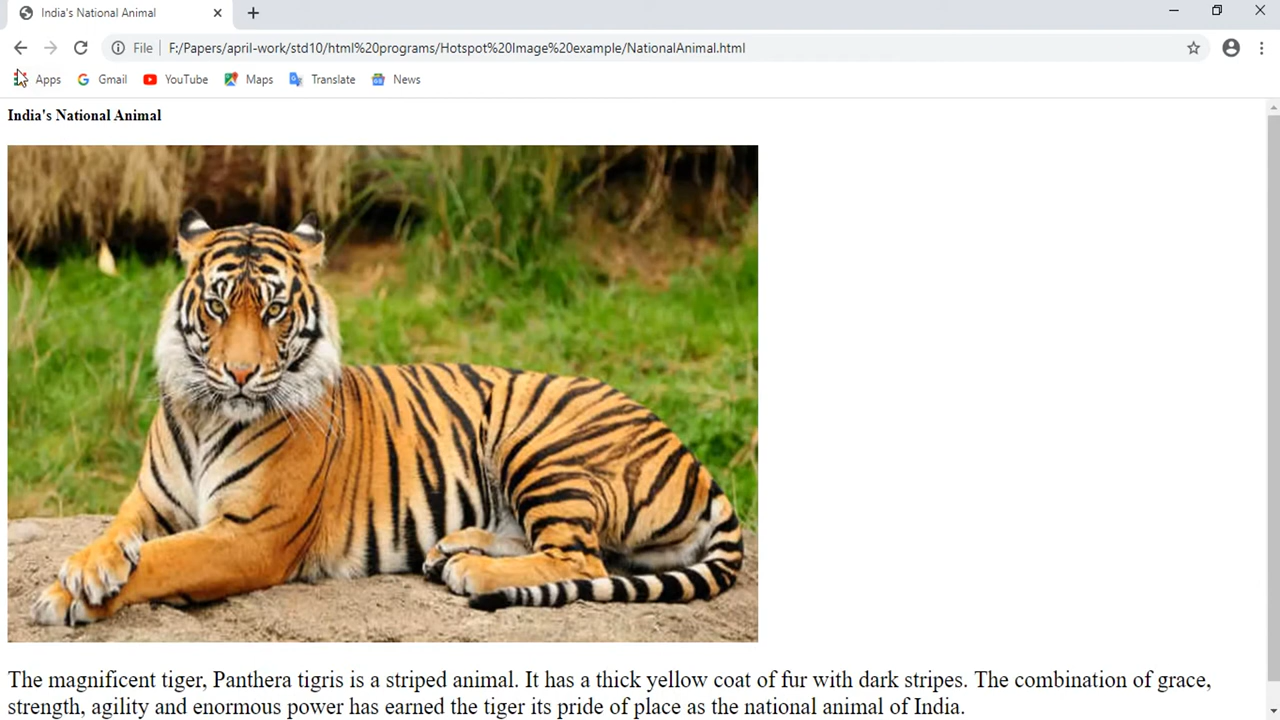 India's National Animal
File F:/Papers/april-work/std10/html%20programs/Hotspot%20Image%20example/NationalAnimal.html
Apps Gmail YouTube Maps Translate News
India's National Animal
The magnificent tiger, Panthera tigris is a striped animal. It has a thick yellow coat of fur with dark stripes. The combination of grace,
strength, agility and enormous power has earned the tiger its pride of place as the national animal of India.